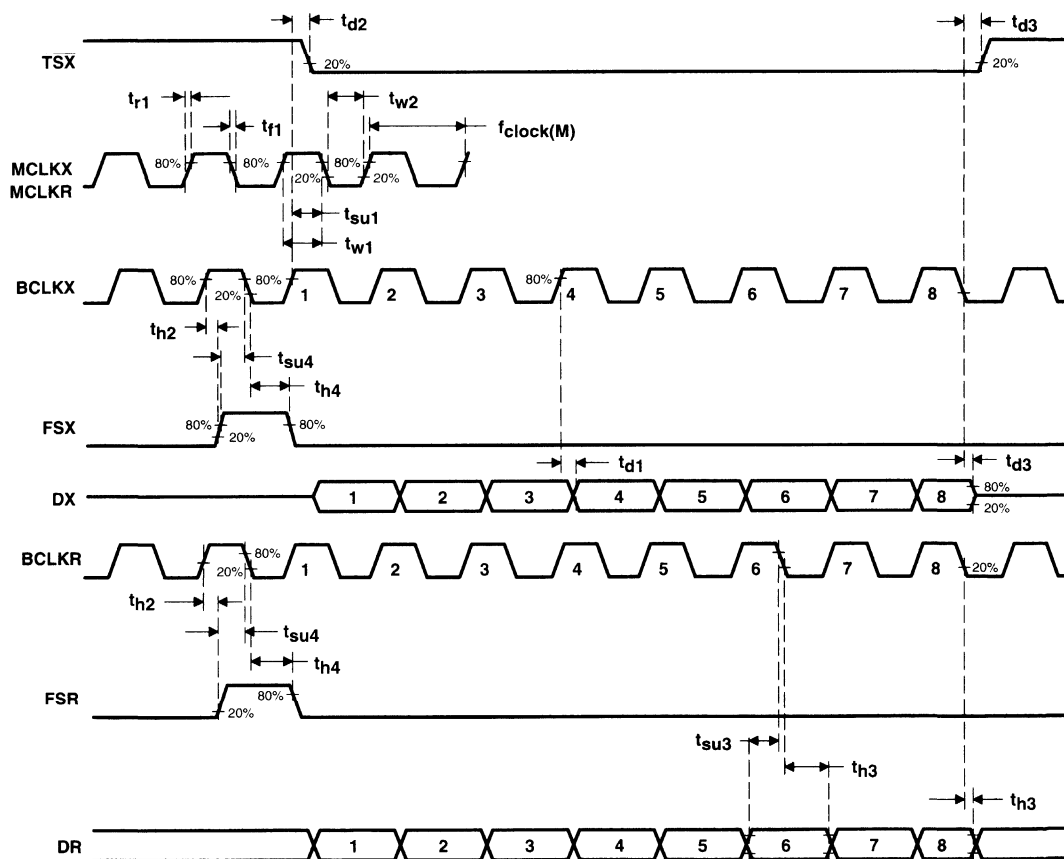 td2
td3
TSX
20%
20%
tr1
tf1
tw2
fclock(M)
MCLKX
MCLKR
80%
80%
80%
20%
20%
tsu1
tw1
BCLKX
80%
20%
80%
1 2 3
80%
4 5 6 7 8
th2
tsu4
th4
FSX
80%
20%
80%
td1
td3
DX
1 2 3 4 5 6 7 8
80%
20%
BCLKR
20%
80%
1 2 3 4 5 6 7 8
20%
th2
tsu4
th4
FSR
20%
80%
tsu3
th3
th3
DR
1 2 3 4 5 6 7 8